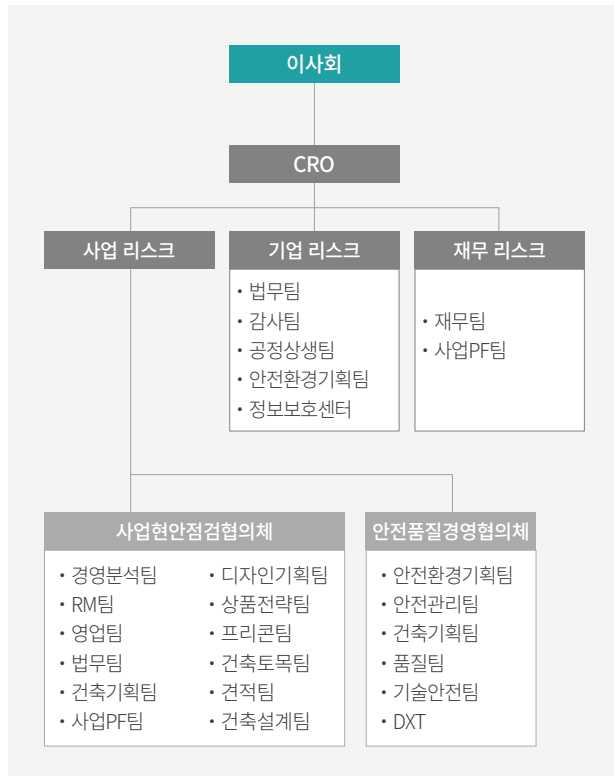 이사회
CRO
사업 리스크
기업 리스크
• 법무팀
• 감사팀
• 공정상생팀
• 안전환경기획팀
• 정보보호센터
재무 리스크
• 재무팀
• 사업PF팀
사업현안점검협의체
• 경영분석팀
• RM팀
• 영업팀
• 법무팀
• 건축기획팀
• 사업PF팀
• 디자인기획팀
• 상품전략팀
• 프리콘팀
• 건축토목팀
• 견적팀
• 건축설계팀
안전품질경영협의체
• 안전환경기획팀
• 안전관리팀
• 건축기획팀
• 품질팀
• 기술안전팀
• DXT